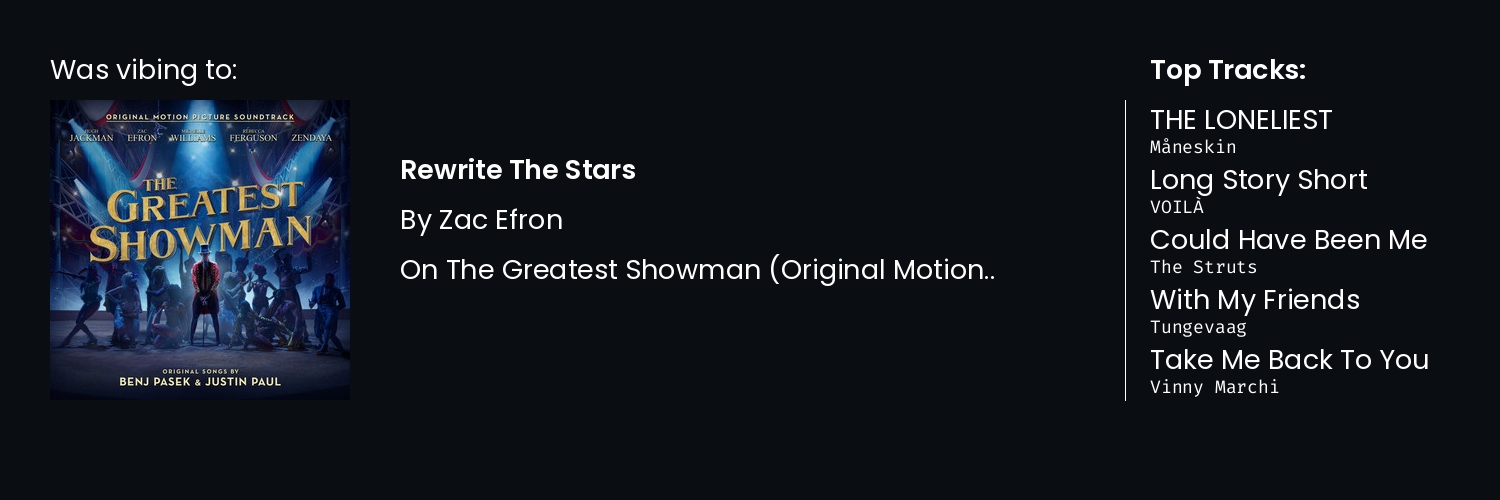 Was vibing to:
ORIGINAL MOTION PICTURE SOUNDTRACK
HUGH JACKMAN
ZAC EFRON
MICHELLE WILLIAMS
REBECCA FERGUSON
ZENDAYA
THE
GREATEST
SHOWMAN
ORIGINAL SONGS BY
BENJ PASEK & JUSTIN PAUL
Rewrite The Stars
By Zac Efron
On The Greatest Showman (Original Motion..
Top Tracks:
THE LONELIEST
Måneskin
Long Story Short
VOILÀ
Could Have Been Me
The Struts
With My Friends
Tungevaag
Take Me Back To You
Vinny Marchi